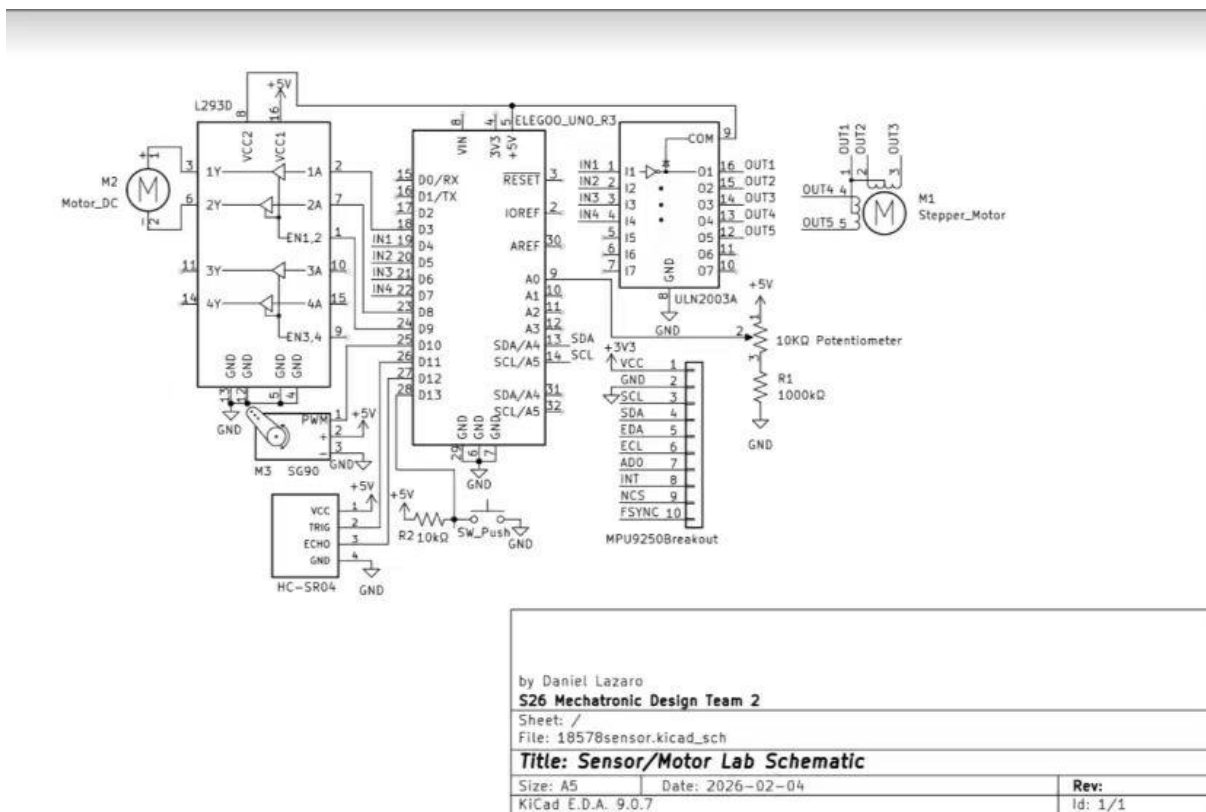 +5V
L293D
8
16
VCC2
VCC1
3 1Y 1A 2
6 2Y 2A 7
EN1,2 1
11 3Y 3A 10
14 4Y 4A 15
EN3,4 9
GND GND GND GND
13 12 5 4
GND
+ 1
M
- 2
M2
Motor_DC
ELEGOO_UNO_R3
8 4 5
VIN 3V3 +5V
15 D0/RX RESET 3
16 D1/TX
17 D2 IOREF 2
18 D3
IN1 19 D4 AREF 30
IN2 20 D5
IN3 21 D6 A0 9
IN4 22 D7 A1 10
23 D8 A2 11
24 D9 A3 12
25 D10 SDA/A4 13 SDA
26 D11 SCL/A5 14 SCL
27 D12
28 D13 SDA/A4 31
SCL/A5 32
GND GND GND
29 6 7
GND
COM 9
IN1 1 I1 O1 16 OUT1
IN2 2 I2 O2 15 OUT2
IN3 3 I3 O3 14 OUT3
IN4 4 I4 O4 13 OUT4
5 I5 O5 12 OUT5
6 I6 O6 11
7 I7 O7 10
GND
8
ULN2003A
GND
OUT1 OUT2 OUT3
1 2 3
OUT4 4
OUT5 5
M
M1
Stepper_Motor
+5V
1
2
3
10KΩ Potentiometer
R1
1000kΩ
GND
+3V3
VCC 1
GND 2
SCL 3
SDA 4
EDA 5
ECL 6
ADO 7
INT 8
NCS 9
FSYNC 10
MPU9250Breakout
PWM 1
+ 2
- 3
+5V
GND
M3 SG90
+5V
VCC 1
TRIG 2
ECHO 3
GND 4
HC-SR04
GND
+5V
R2 10kΩ
SW_Push
GND
by Daniel Lazaro
S26 Mechatronic Design Team 2
Sheet: /
File: 18578sensor.kicad_sch
Title: Sensor/Motor Lab Schematic
Size: A5 Date: 2026-02-04 Rev:
KiCad E.D.A. 9.0.7 Id: 1/1